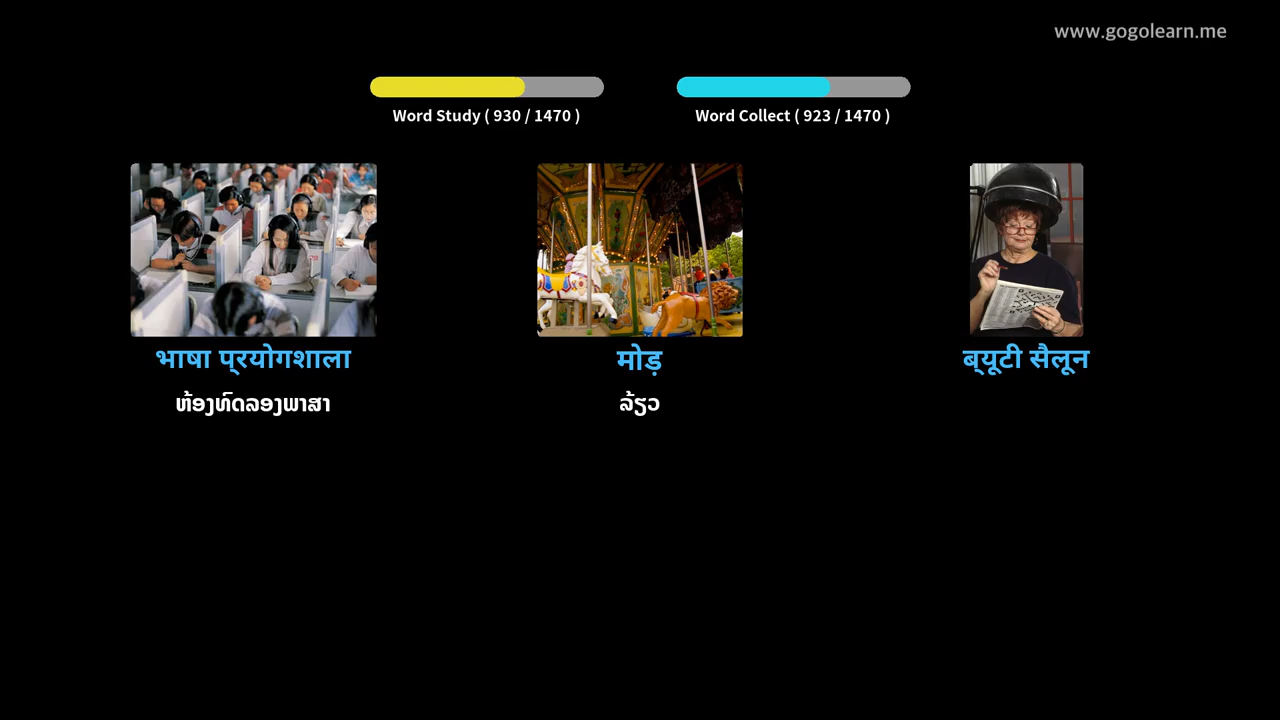 www.gogolearn.me
Word Study ( 930 / 1470 )
Word Collect ( 923 / 1470 )
भाषा प्रयोगशाला
मोड़
ब्यूटी सैलून
ຫ້ອງທົດລອງພາສາ
ລ້ຽວ